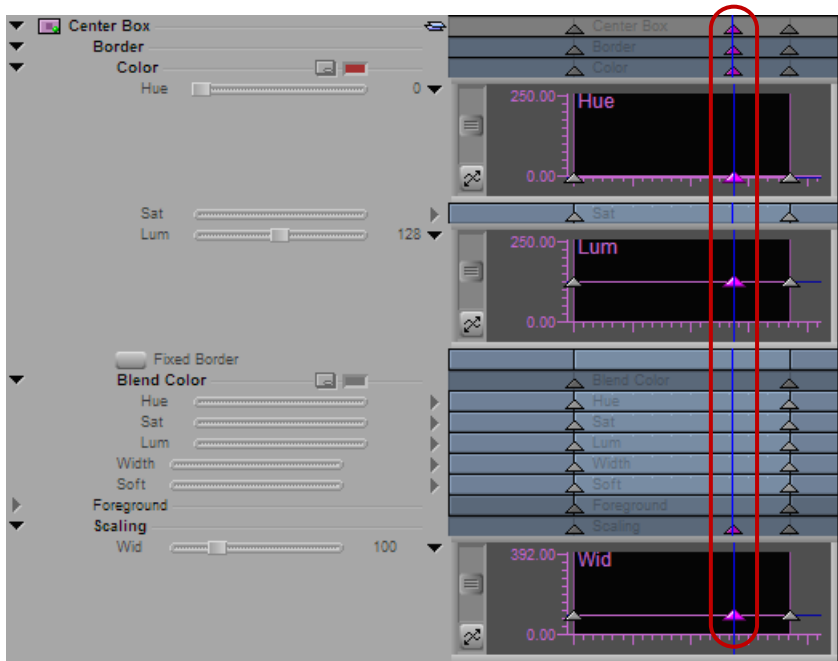 Center Box Center Box
Border Border
Color Color
Hue 0 250.00 Hue
0.00
Sat Sat
Lum 128 250.00 Lum
0.00
Fixed Border
Blend Color Blend Color
Hue Hue
Sat Sat
Lum Lum
Width Width
Soft Soft
Foreground Foreground
Scaling Scaling
Wid 100 392.00 Wid
0.00